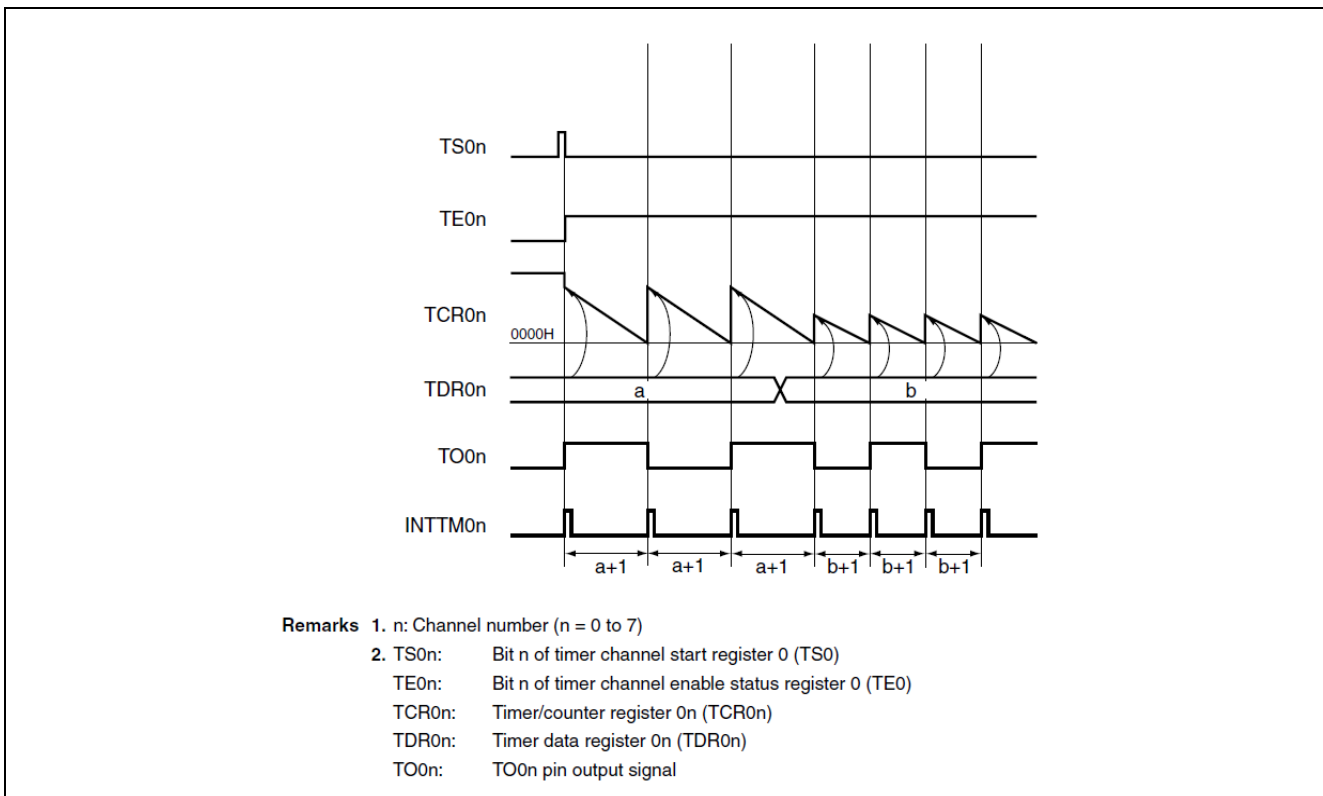 TS0n
TE0n
TCR0n
0000H
TDR0n
a
b
TO0n
INTTM0n
a+1 a+1 a+1 b+1 b+1 b+1
Remarks 1. n: Channel number (n = 0 to 7)
2. TS0n: Bit n of timer channel start register 0 (TS0)
TE0n: Bit n of timer channel enable status register 0 (TE0)
TCR0n: Timer/counter register 0n (TCR0n)
TDR0n: Timer data register 0n (TDR0n)
TO0n: TO0n pin output signal